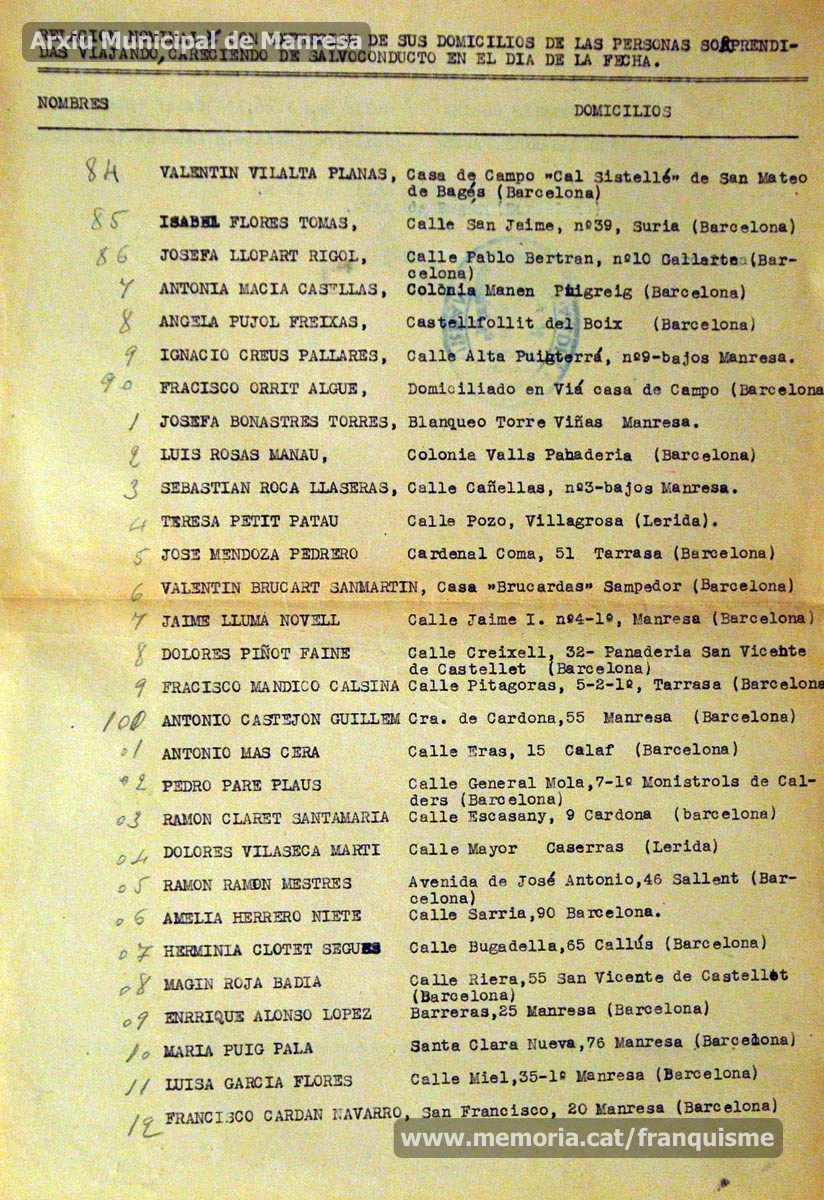 Arxiu Municipal de Manresa
DE SUS DOMICILIOS DE LAS PERSONAS SORPRENDI-
DAS VIAJANDO, CARECIENDO DE SALVOCONDUCTO EN EL DIA DE LA FECHA.
NOMBRES DOMICILIOS
84 VALENTIN VILALTA PLANAS, Casa de Campo "Cal Sistellé" de San Mateo
de Bagés (Barcelona)
85 ISABEL FLORES TOMAS, Calle San Jaime, nº39, Suria (Barcelona)
86 JOSEFA LLOPART RIGOL, Calle Pablo Bertran, nº10 Gallartes (Bar-
celona)
7 ANTONIA MACIA CASELLAS, Colonia Manen Puigreig (Barcelona)
8 ANGELA PUJOL FREIXAS, Castellfollit del Boix (Barcelona)
9 IGNACIO CREUS PALLARES, Calle Alta Puigterrá, nº9-bajos Manresa.
90 FRACISCO ORRIT ALGUE, Domiciliado en Viá casa de Campo (Barcelona
1 JOSEFA BONASTRES TORRES, Blanqueo Torre Viñas Manresa.
2 LUIS ROSAS MANAU, Colonia Valls Panaderia (Barcelona)
3 SEBASTIAN ROCA LLASERAS, Calle Cañellas, nº3-bajos Manresa.
4 TERESA PETIT PATAU Calle Pozo, Villagrosa (Lerida).
5 JOSE MENDOZA PEDRERO Cardenal Coma, 51 Tarrasa (Barcelona)
6 VALENTIN BRUCART SANMARTIN, Casa "Brucardas" Sampedor (Barcelona)
7 JAIME LLUMA NOVELL Calle Jaime I. nº4-1º, Manresa (Barcelona)
8 DOLORES PIÑOT FAINE Calle Creixell, 32- Panaderia San Vicente
de Castellet (Barcelona)
9 FRACISCO MANDICO CALSINA Calle Pitagoras, 5-2-1º, Tarrasa (Barcelona
100 ANTONIO CASTEJON GUILLEM Cra. de Cardona,55 Manresa (Barcelona)
01 ANTONIO MAS CERA Calle Eras, 15 Calaf (Barcelona)
02 PEDRO PARE PLAUS Calle General Mola,7-1º Monistrols de Cal-
ders (Barcelona)
03 RAMON CLARET SANTAMARIA Calle Escasany, 9 Cardona (barcelona)
04 DOLORES VILASECA MARTI Calle Mayor Caserras (Lerida)
05 RAMON RAMON MESTRES Avenida de José Antonio,46 Sallent (Bar-
celona)
06 AMELIA HERRERO NIETE Calle Sarria,90 Barcelona.
07 HERMINIA CLOTET SEGUES Calle Bugadella,65 Callús (Barcelona)
08 MAGIN ROJA BADIA Calle Riera,55 San Vicente de Castellet
(Barcelona)
09 ENRRIQUE ALONSO LOPEZ Barreras,25 Manresa (Barcelona)
10 MARIA PUIG PALA Santa Clara Nueva,76 Manresa (Barcelona)
11 LUISA GARCIA FLORES Calle Miel,35-1º Manresa (Barcelona)
12 FRANCISCO CARDAN NAVARRO, San Francisco, 20 Manresa (Barcelona)
www.memoria.cat/franquisme